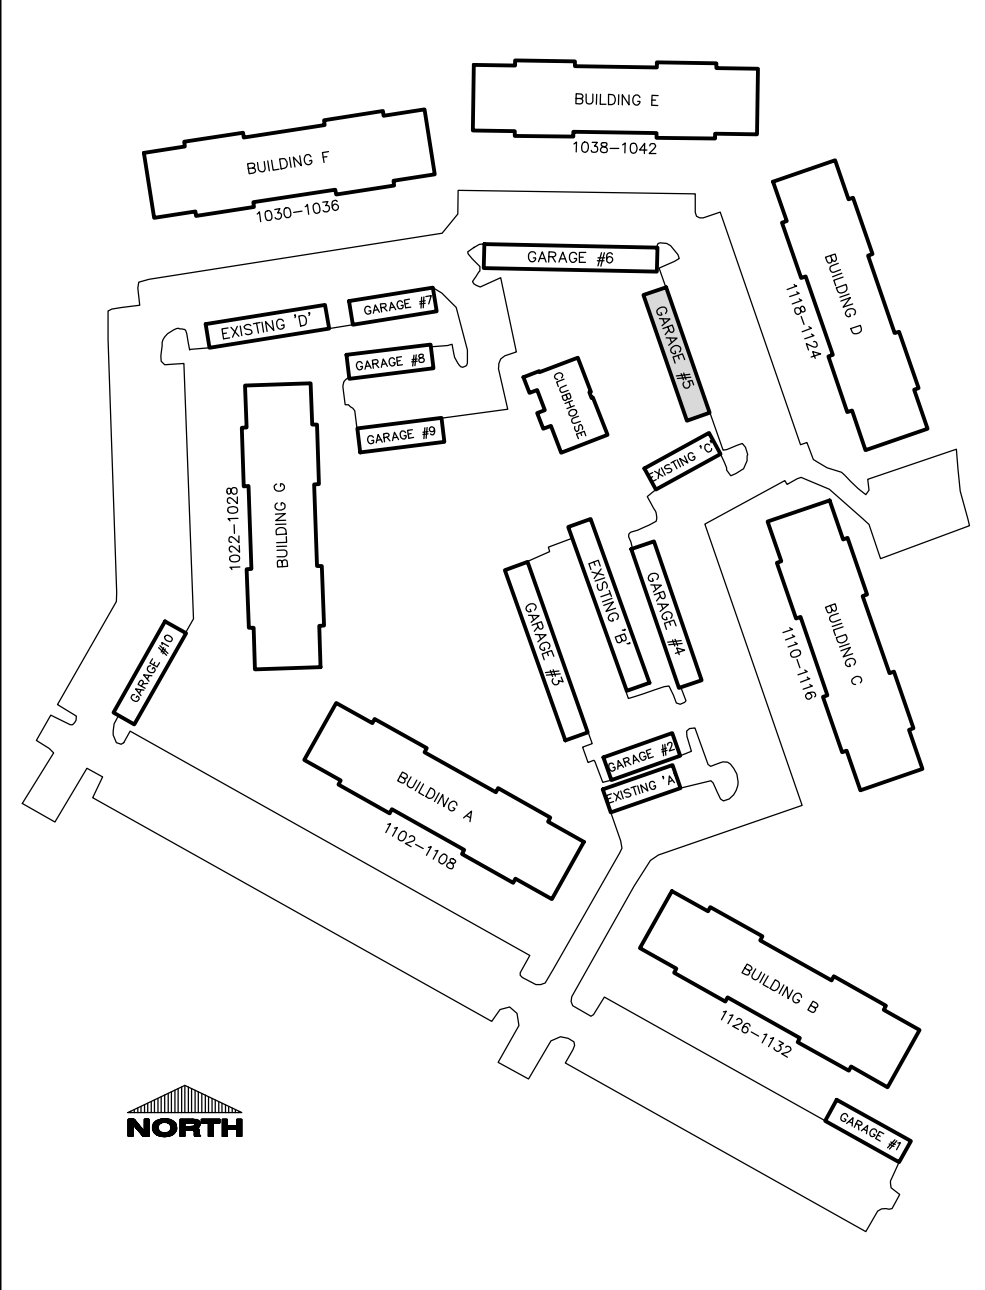 BUILDING E
1038-1042
BUILDING F
1030-1036
GARAGE #6
BUILDING D
1118-1124
GARAGE #7
EXISTING 'D'
GARAGE #5
GARAGE #8
CLUBHOUSE
GARAGE #9
EXISTING 'C'
BUILDING G
1022-1028
EXISTING 'B'
GARAGE #4
GARAGE #3
BUILDING C
1110-1116
GARAGE #10
GARAGE #2
EXISTING 'A'
BUILDING A
1102-1108
BUILDING B
1126-1132
GARAGE #1
NORTH